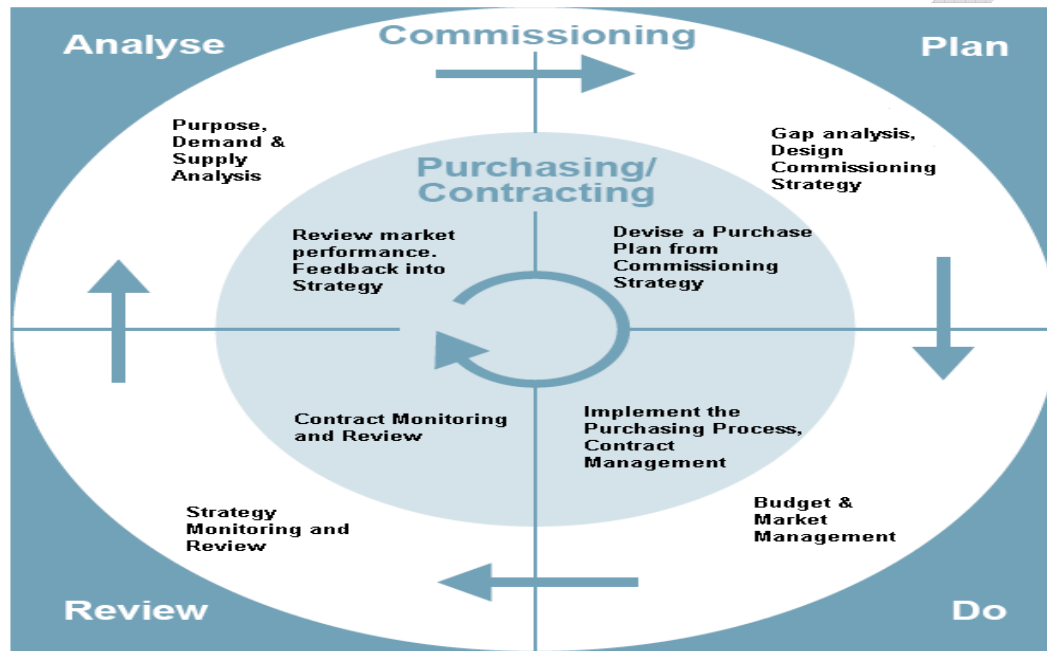 Analyse
Commissioning
Plan
Purpose,
Demand &
Supply
Analysis
Gap analysis,
Design
Commissioning
Strategy
Purchasing/
Contracting
Review market
performance.
Feedback into
Strategy
Devise a Purchase
Plan from
Commissioning
Strategy
Contract Monitoring
and Review
Implement the
Purchasing Process,
Contract
Management
Strategy
Monitoring and
Review
Budget &
Market
Management
Review
Do